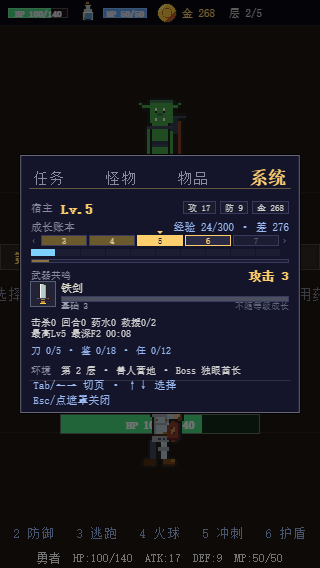 HP 100/140 MP 50/50 金 268 层 2/5
任务 怪物 物品 系统
宿主 Lv.5 攻 17 防 9 金 268
成长账本 经验 24/300 · 差 276
‹ 3 4 5 6 7 ›
武器共鸣 攻击 3
铁剑
基础 3 不随等级成长
击杀0 回合0 药水0 救援0/2
最高Lv5 最深F2 00:08
刀 0/5 · 鉴 0/18 · 任 0/12
环境 第 2 层 · 兽人营地 · Boss 独眼酋长
Tab/←→ 切页 · ↑↓ 选择
Esc/点遮罩关闭
选择 用药
2 防御 3 逃跑 4 火球 5 冲刺 6 护盾
勇者 HP:100/140 ATK:17 DEF:9 MP:50/50